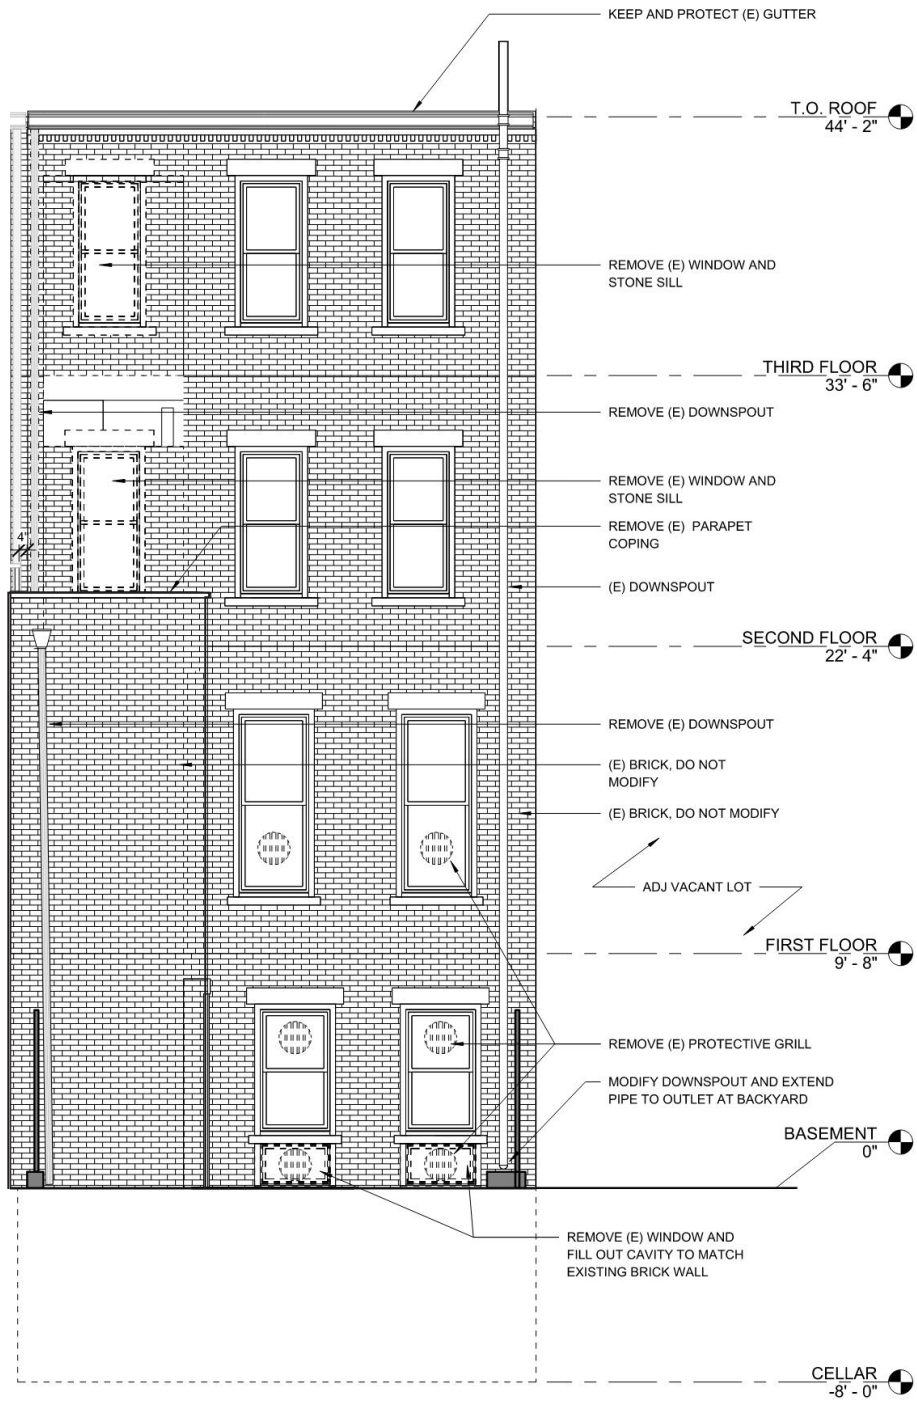 KEEP AND PROTECT (E) GUTTER
T.O. ROOF
44' - 2"
REMOVE (E) WINDOW AND
STONE SILL
THIRD FLOOR
33' - 6"
REMOVE (E) DOWNSPOUT
REMOVE (E) WINDOW AND
STONE SILL
REMOVE (E) PARAPET
COPING
4"
(E) DOWNSPOUT
SECOND FLOOR
22' - 4"
REMOVE (E) DOWNSPOUT
(E) BRICK, DO NOT
MODIFY
(E) BRICK, DO NOT MODIFY
ADJ VACANT LOT
FIRST FLOOR
9' - 8"
REMOVE (E) PROTECTIVE GRILL
MODIFY DOWNSPOUT AND EXTEND
PIPE TO OUTLET AT BACKYARD
BASEMENT
0"
REMOVE (E) WINDOW AND
FILL OUT CAVITY TO MATCH
EXISTING BRICK WALL
CELLAR
-8' - 0"